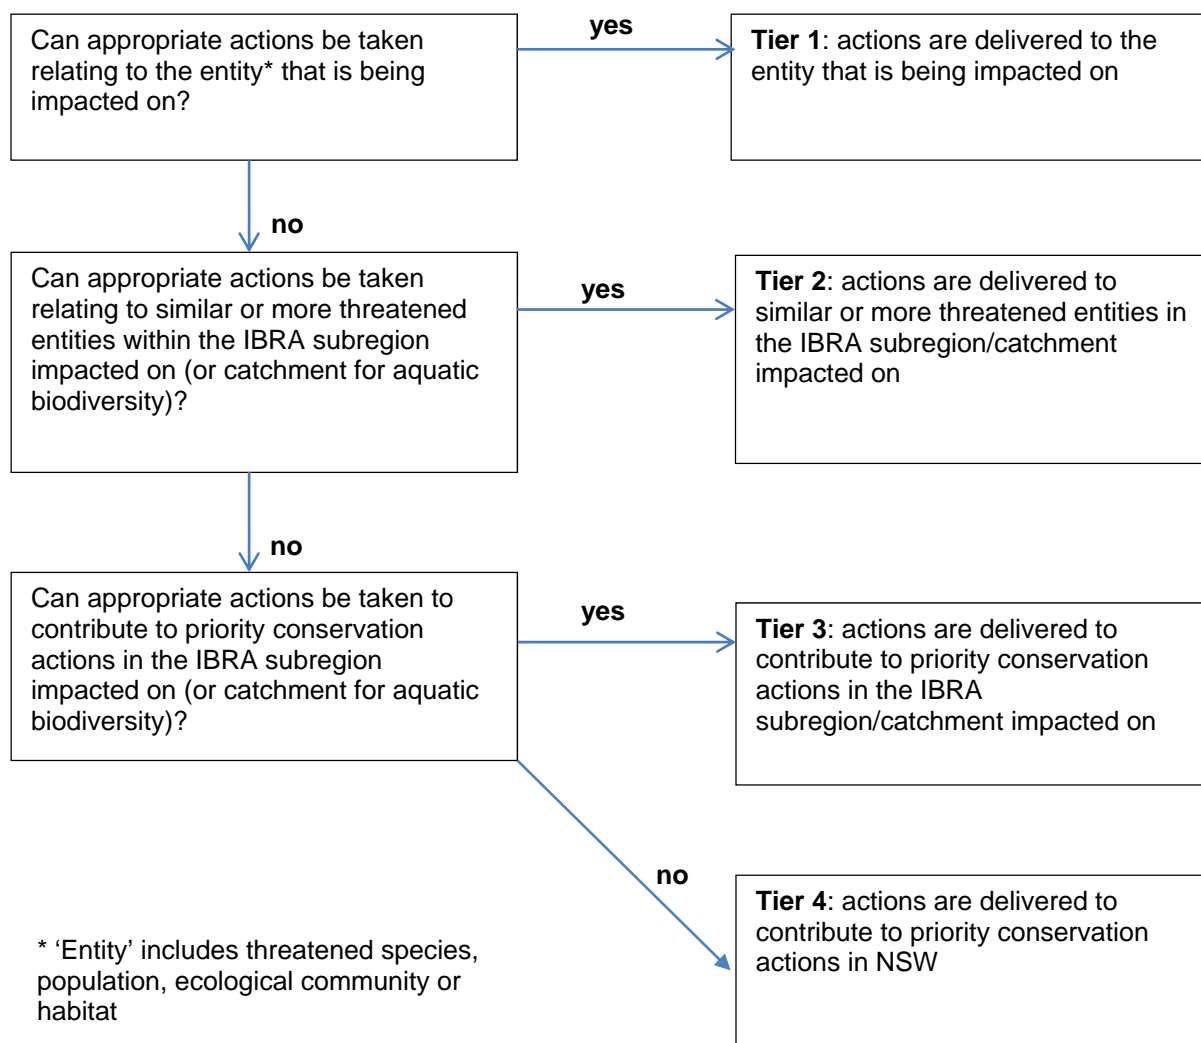 Can appropriate actions be taken
relating to the entity* that is being
impacted on?
yes
Tier 1: actions are delivered to the
entity that is being impacted on
no
Can appropriate actions be taken
relating to similar or more threatened
entities within the IBRA subregion
impacted on (or catchment for aquatic
biodiversity)?
yes
Tier 2: actions are delivered to
similar or more threatened entities in
the IBRA subregion/catchment
impacted on
no
Can appropriate actions be taken to
contribute to priority conservation
actions in the IBRA subregion
impacted on (or catchment for aquatic
biodiversity)?
yes
Tier 3: actions are delivered to
contribute to priority conservation
actions in the IBRA
subregion/catchment impacted on
no
Tier 4: actions are delivered to
contribute to priority conservation
actions in NSW
* ‘Entity’ includes threatened species,
population, ecological community or
habitat